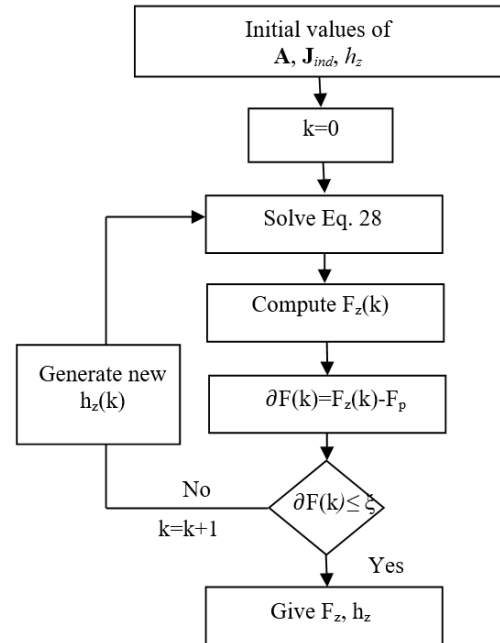 Initial values of
A, J_ind, h_z
k=0
Solve Eq. 28
Compute F_z(k)
Generate new
h_z(k)
∂F(k)=F_z(k)-F_p
No
k=k+1
∂F(k)≤ ξ
Yes
Give F_z, h_z